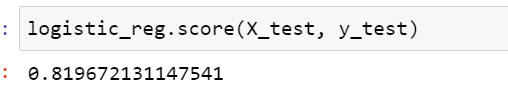 : logistic_reg.score(X_test, y_test)
: 0.819672131147541